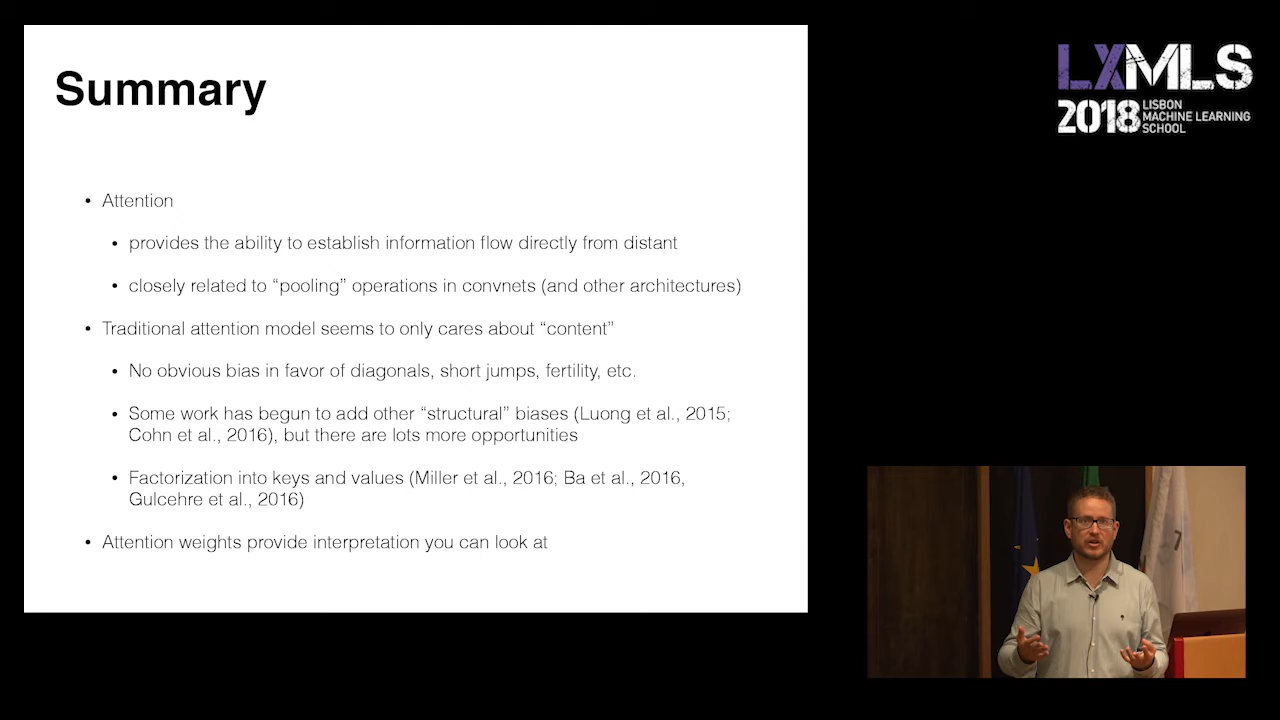 Summary
• Attention
• provides the ability to establish information flow directly from distant
• closely related to “pooling” operations in convnets (and other architectures)
• Traditional attention model seems to only cares about “content”
• No obvious bias in favor of diagonals, short jumps, fertility, etc.
• Some work has begun to add other “structural” biases (Luong et al., 2015;
Cohn et al., 2016), but there are lots more opportunities
• Factorization into keys and values (Miller et al., 2016; Ba et al., 2016,
Gulcehre et al., 2016)
• Attention weights provide interpretation you can look at
LXMLS
2018
LISBON
MACHINE LEARNING
SCHOOL
7